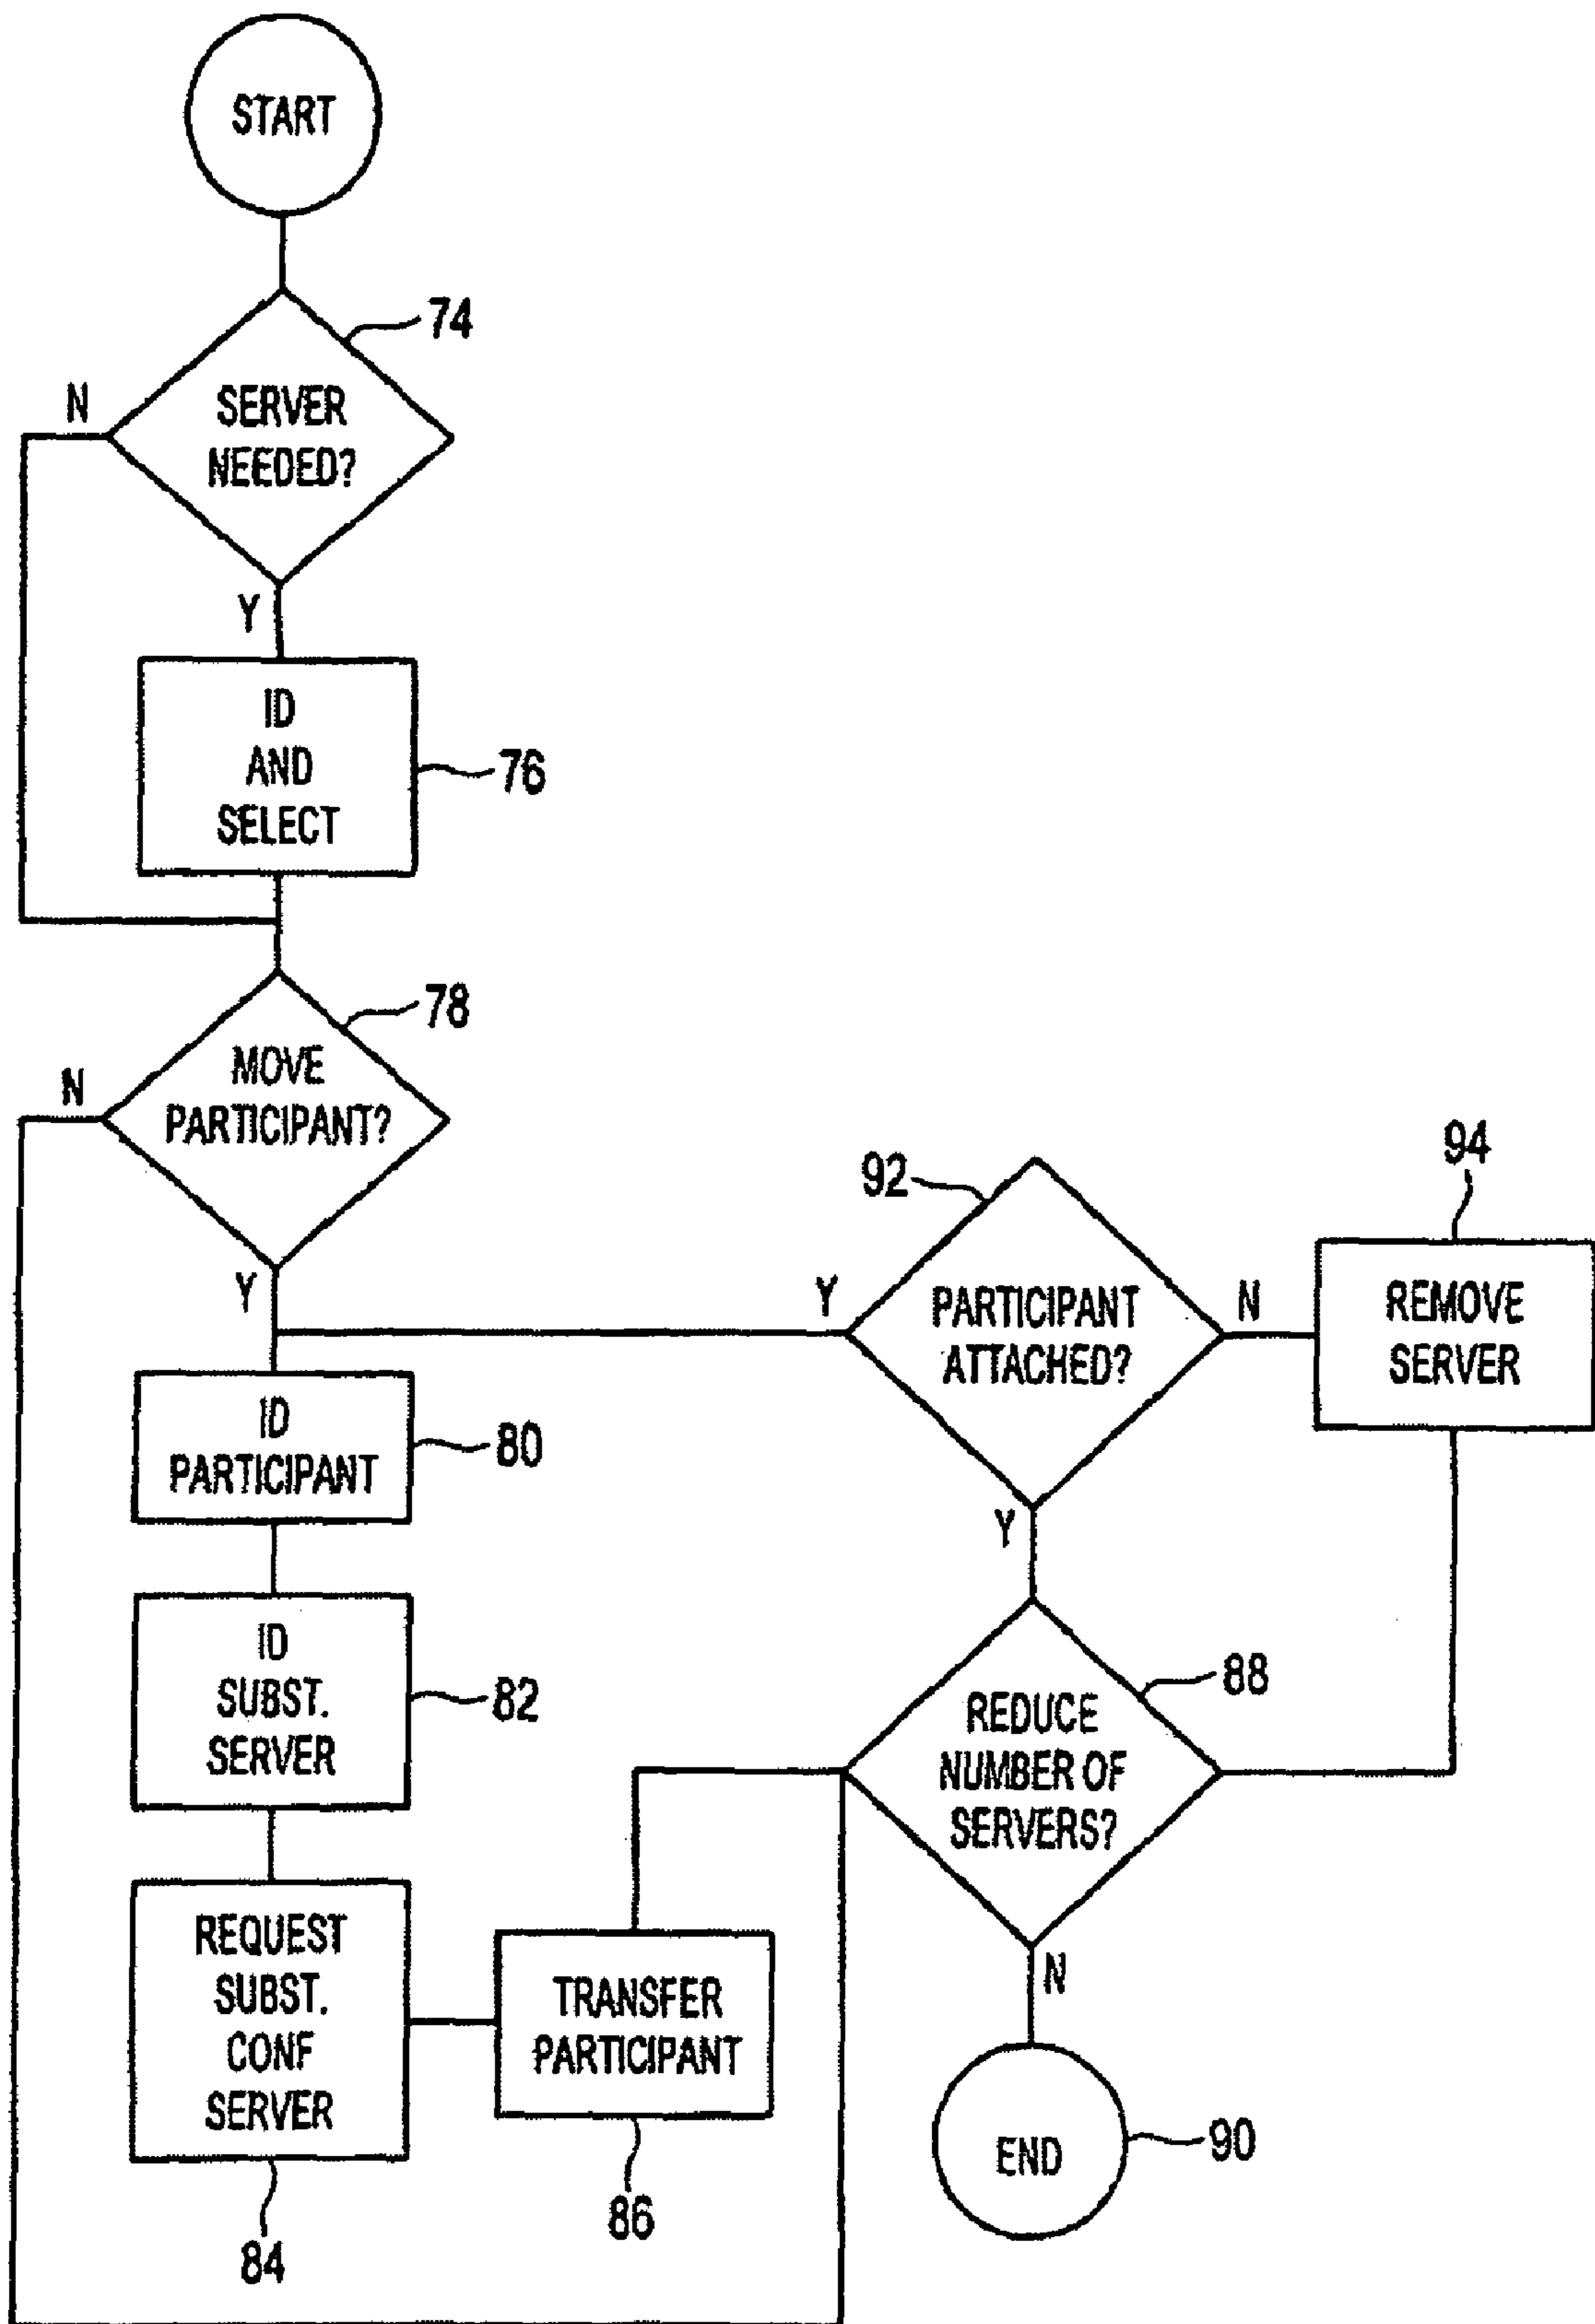 START
74
N
SERVER
NEEDED?
Y
ID
AND
SELECT
76
78
N
MOVE
PARTICIPANT?
Y
92
94
Y
PARTICIPANT
ATTACHED?
N
REMOVE
SERVER
ID
PARTICIPANT
80
Y
ID
SUBST.
SERVER
82
88
REDUCE
NUMBER OF
SERVERS?
REQUEST
SUBST.
CONF
SERVER
84
TRANSFER
PARTICIPANT
86
N
END
90